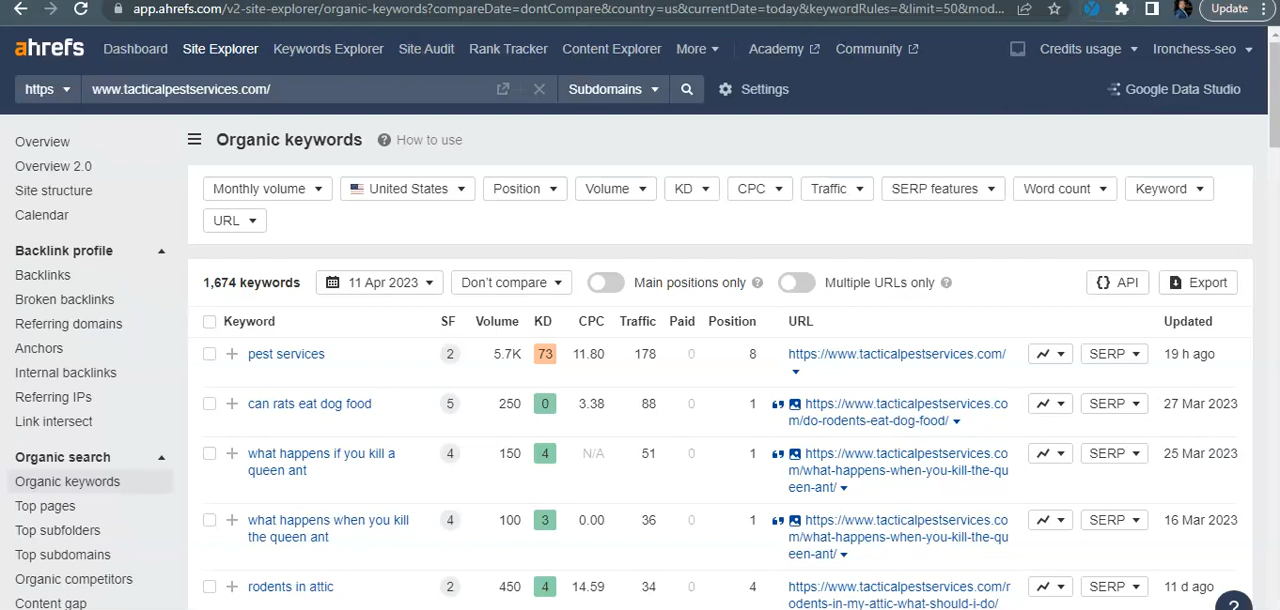 app.ahrefs.com/v2-site-explorer/organic-keywords?compareDate=dontCompare&country=us&currentDate=today&keywordRules=&limit=50&mod... Update
ahrefs Dashboard Site Explorer Keywords Explorer Site Audit Rank Tracker Content Explorer More Academy Community Credits usage Ironchess-seo
https www.tacticalpestservices.com/ Subdomains Settings Google Data Studio
Overview
Overview 2.0
Site structure
Calendar
Backlink profile
Backlinks
Broken backlinks
Referring domains
Anchors
Internal backlinks
Referring IPs
Link intersect
Organic search
Organic keywords
Top pages
Top subfolders
Top subdomains
Organic competitors
Content gap
Organic keywords ? How to use
Monthly volume United States Position Volume KD CPC Traffic SERP features Word count Keyword
URL
1,674 keywords 11 Apr 2023 Don't compare Main positions only ? Multiple URLs only ? API Export
Keyword SF Volume KD CPC Traffic Paid Position URL Updated
pest services 2 5.7K 73 11.80 178 0 8 https://www.tacticalpestservices.com/ SERP 19 h ago
can rats eat dog food 5 250 0 3.38 88 0 1 https://www.tacticalpestservices.co SERP 27 Mar 2023
m/do-rodents-eat-dog-food/
what happens if you kill a 4 150 4 N/A 51 0 1 https://www.tacticalpestservices.co SERP 25 Mar 2023
queen ant m/what-happens-when-you-kill-the-qu
een-ant/
what happens when you kill 4 100 3 0.00 36 0 1 https://www.tacticalpestservices.co SERP 16 Mar 2023
the queen ant m/what-happens-when-you-kill-the-qu
een-ant/
rodents in attic 2 450 4 14.59 34 0 4 https://www.tacticalpestservices.com/r SERP 11 d ago
odents-in-my-attic-what-should-i-do/
?